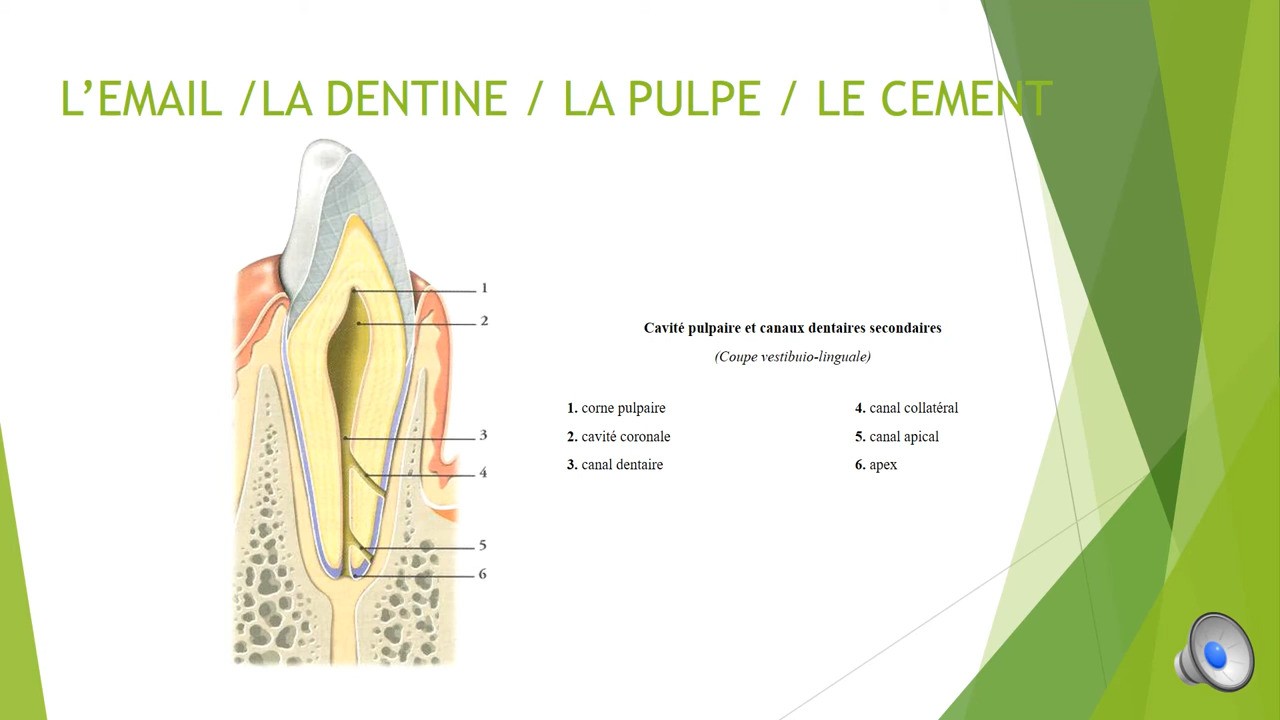 L’EMAIL /LA DENTINE / LA PULPE / LE CEMENT
1
2
3
4
5
6
Cavité pulpaire et canaux dentaires secondaires
(Coupe vestibuio-linguale)
1. corne pulpaire
2. cavité coronale
3. canal dentaire
4. canal collatéral
5. canal apical
6. apex